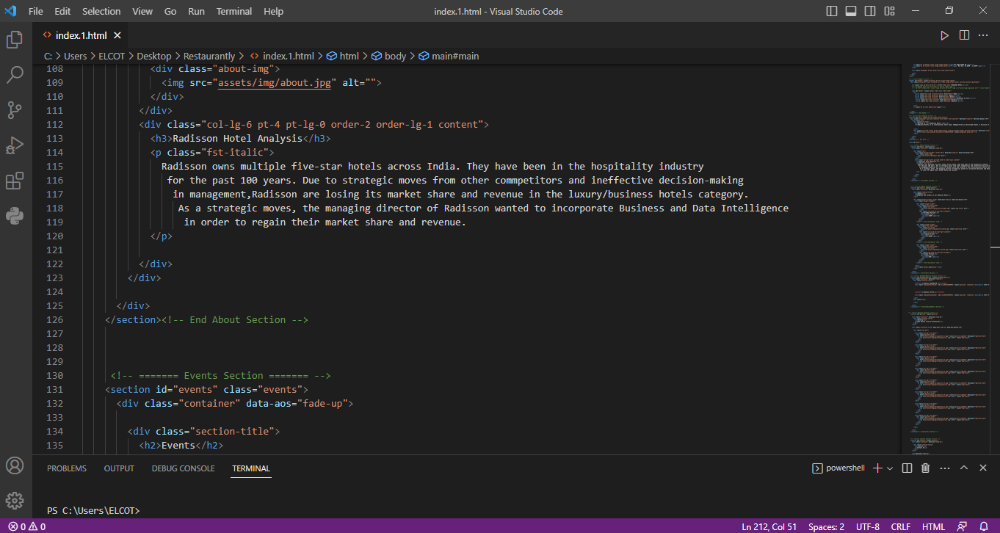 File Edit Selection View Go Run Terminal Help index.1.html - Visual Studio Code
index.1.html
C: > Users > ELCOT > Desktop > Restaurantly > index.1.html > html > body > main#main
108 <div class="about-img">
109 <img src="assets/img/about.jpg" alt="">
110 </div>
111 </div>
112 <div class="col-lg-6 pt-4 pt-lg-0 order-2 order-lg-1 content">
113 <h3>Radisson Hotel Analysis</h3>
114 <p class="fst-italic">
115 Radisson owns multiple five-star hotels across India. They have been in the hospitality industry
116 for the past 100 years. Due to strategic moves from other commpetitors and ineffective decision-making
117 in management,Radisson are losing its market share and revenue in the luxury/business hotels category.
118 As a strategic moves, the managing director of Radisson wanted to incorporate Business and Data Intelligence
119 in order to regain their market share and revenue.
120 </p>
121
122 </div>
123 </div>
124
125 </div>
126 </section><!-- End About Section -->
127
128
129
130 <!-- ======= Events Section ======= -->
131 <section id="events" class="events">
132 <div class="container" data-aos="fade-up">
133
134 <div class="section-title">
135 <h2>Events</h2>
PROBLEMS OUTPUT DEBUG CONSOLE TERMINAL powershell
PS C:\Users\ELCOT>
0 0 Ln 212, Col 51 Spaces: 2 UTF-8 CRLF HTML